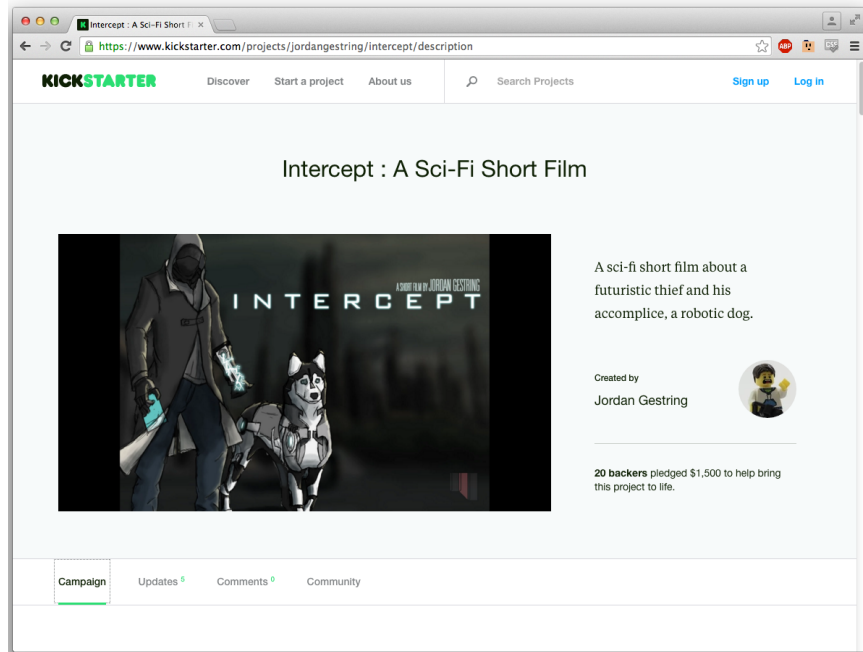 Intercept : A Sci-Fi Short Fi
https://www.kickstarter.com/projects/jordangestring/intercept/description
ABP
KICKSTARTER
Discover
Start a project
About us
Search Projects
Sign up
Log in
Intercept : A Sci-Fi Short Film
A SHORT FILM BY JORDAN GESTRING
INTERCEPT
A sci-fi short film about a
futuristic thief and his
accomplice, a robotic dog.
Created by
Jordan Gestring
20 backers pledged $1,500 to help bring
this project to life.
Campaign
Updates 5
Comments 0
Community